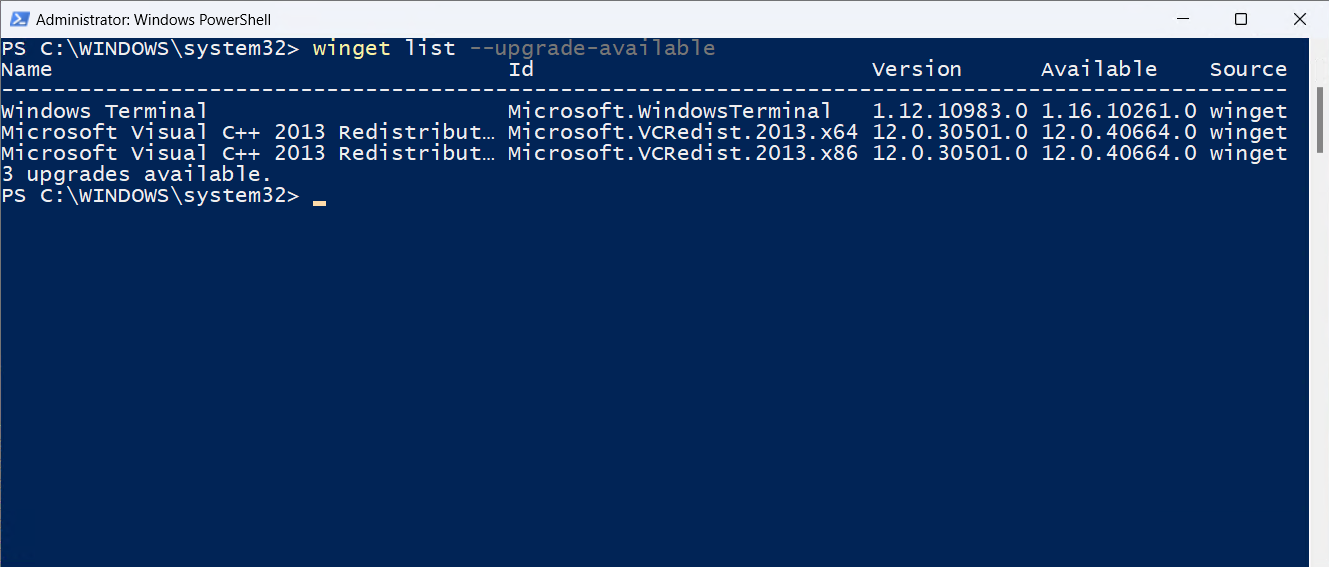 Administrator: Windows PowerShell
PS C:\WINDOWS\system32> winget list --upgrade-available
Name Id Version Available Source
---------------------------------------------------------------------------------------------------
Windows Terminal Microsoft.WindowsTerminal 1.12.10983.0 1.16.10261.0 winget
Microsoft Visual C++ 2013 Redistribut… Microsoft.VCRedist.2013.x64 12.0.30501.0 12.0.40664.0 winget
Microsoft Visual C++ 2013 Redistribut… Microsoft.VCRedist.2013.x86 12.0.30501.0 12.0.40664.0 winget
3 upgrades available.
PS C:\WINDOWS\system32>